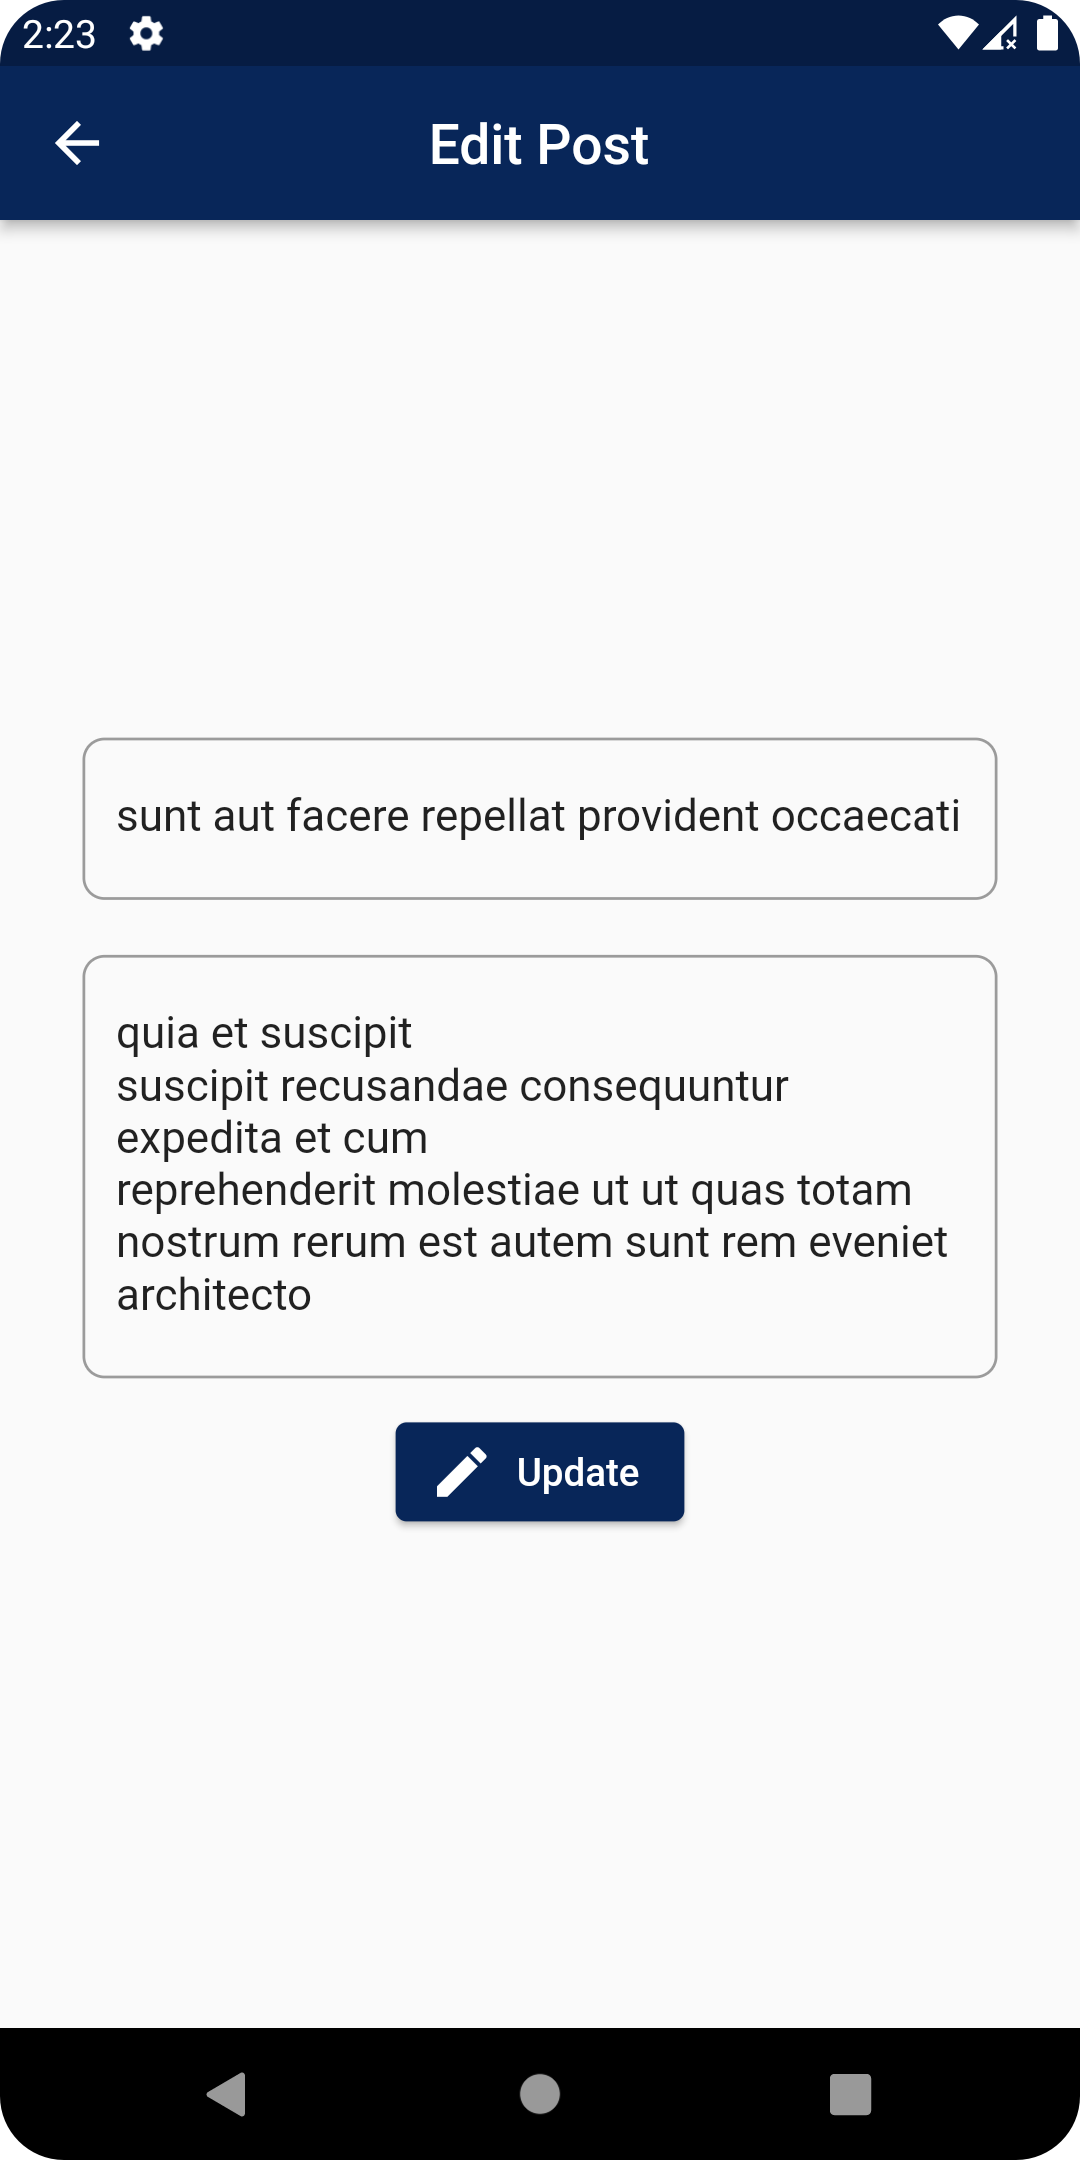 2:23
Edit Post
sunt aut facere repellat provident occaecati
quia et suscipit
suscipit recusandae consequuntur
expedita et cum
reprehenderit molestiae ut ut quas totam
nostrum rerum est autem sunt rem eveniet
architecto
Update